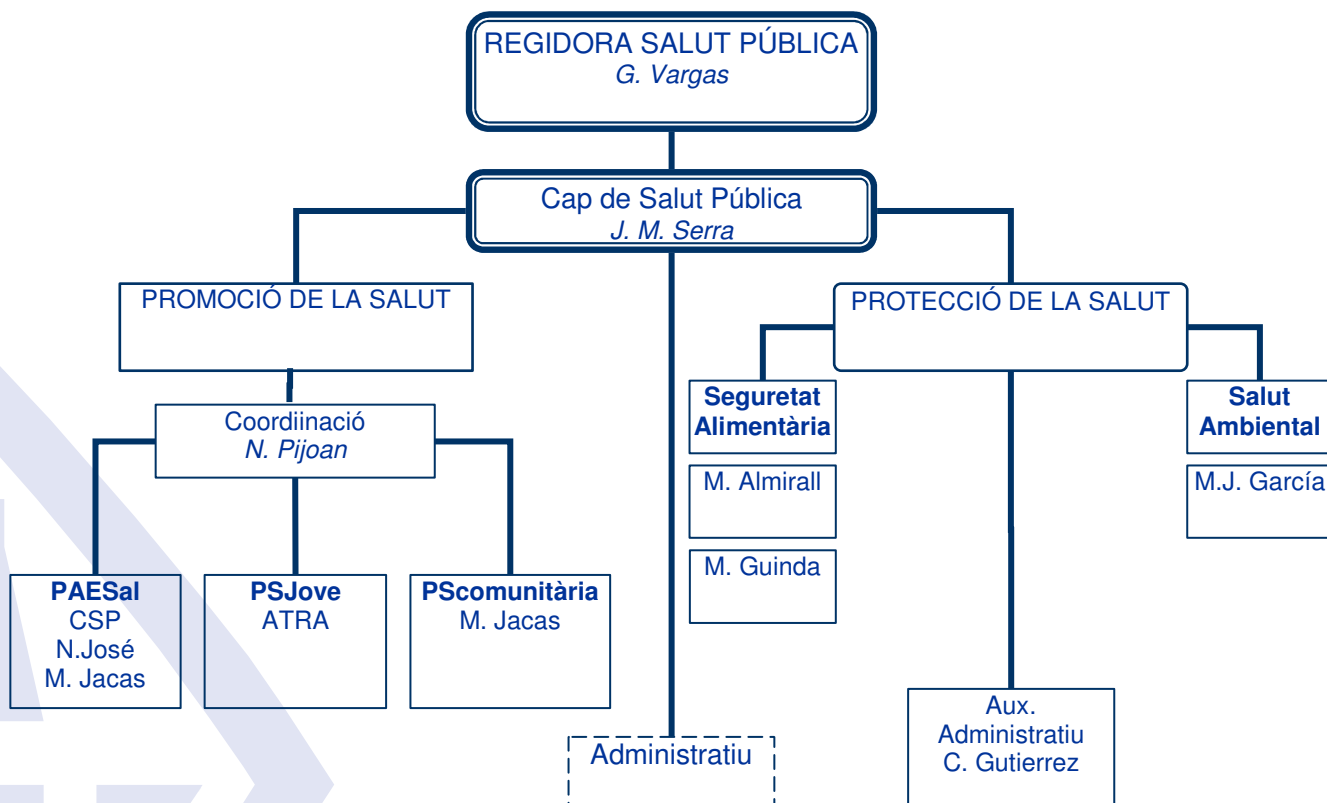 REGIDORA SALUT PÚBLICA
G. Vargas
Cap de Salut Pública
J. M. Serra
PROMOCIÓ DE LA SALUT
PROTECCIÓ DE LA SALUT
Coordiinació
N. Pijoan
Seguretat
Alimentària
M. Almirall
M. Guinda
Salut
Ambiental
M.J. García
PAESal
CSP
N.José
M. Jacas
PSJove
ATRA
PScomunitària
M. Jacas
Administratiu
Aux.
Administratiu
C. Gutierrez